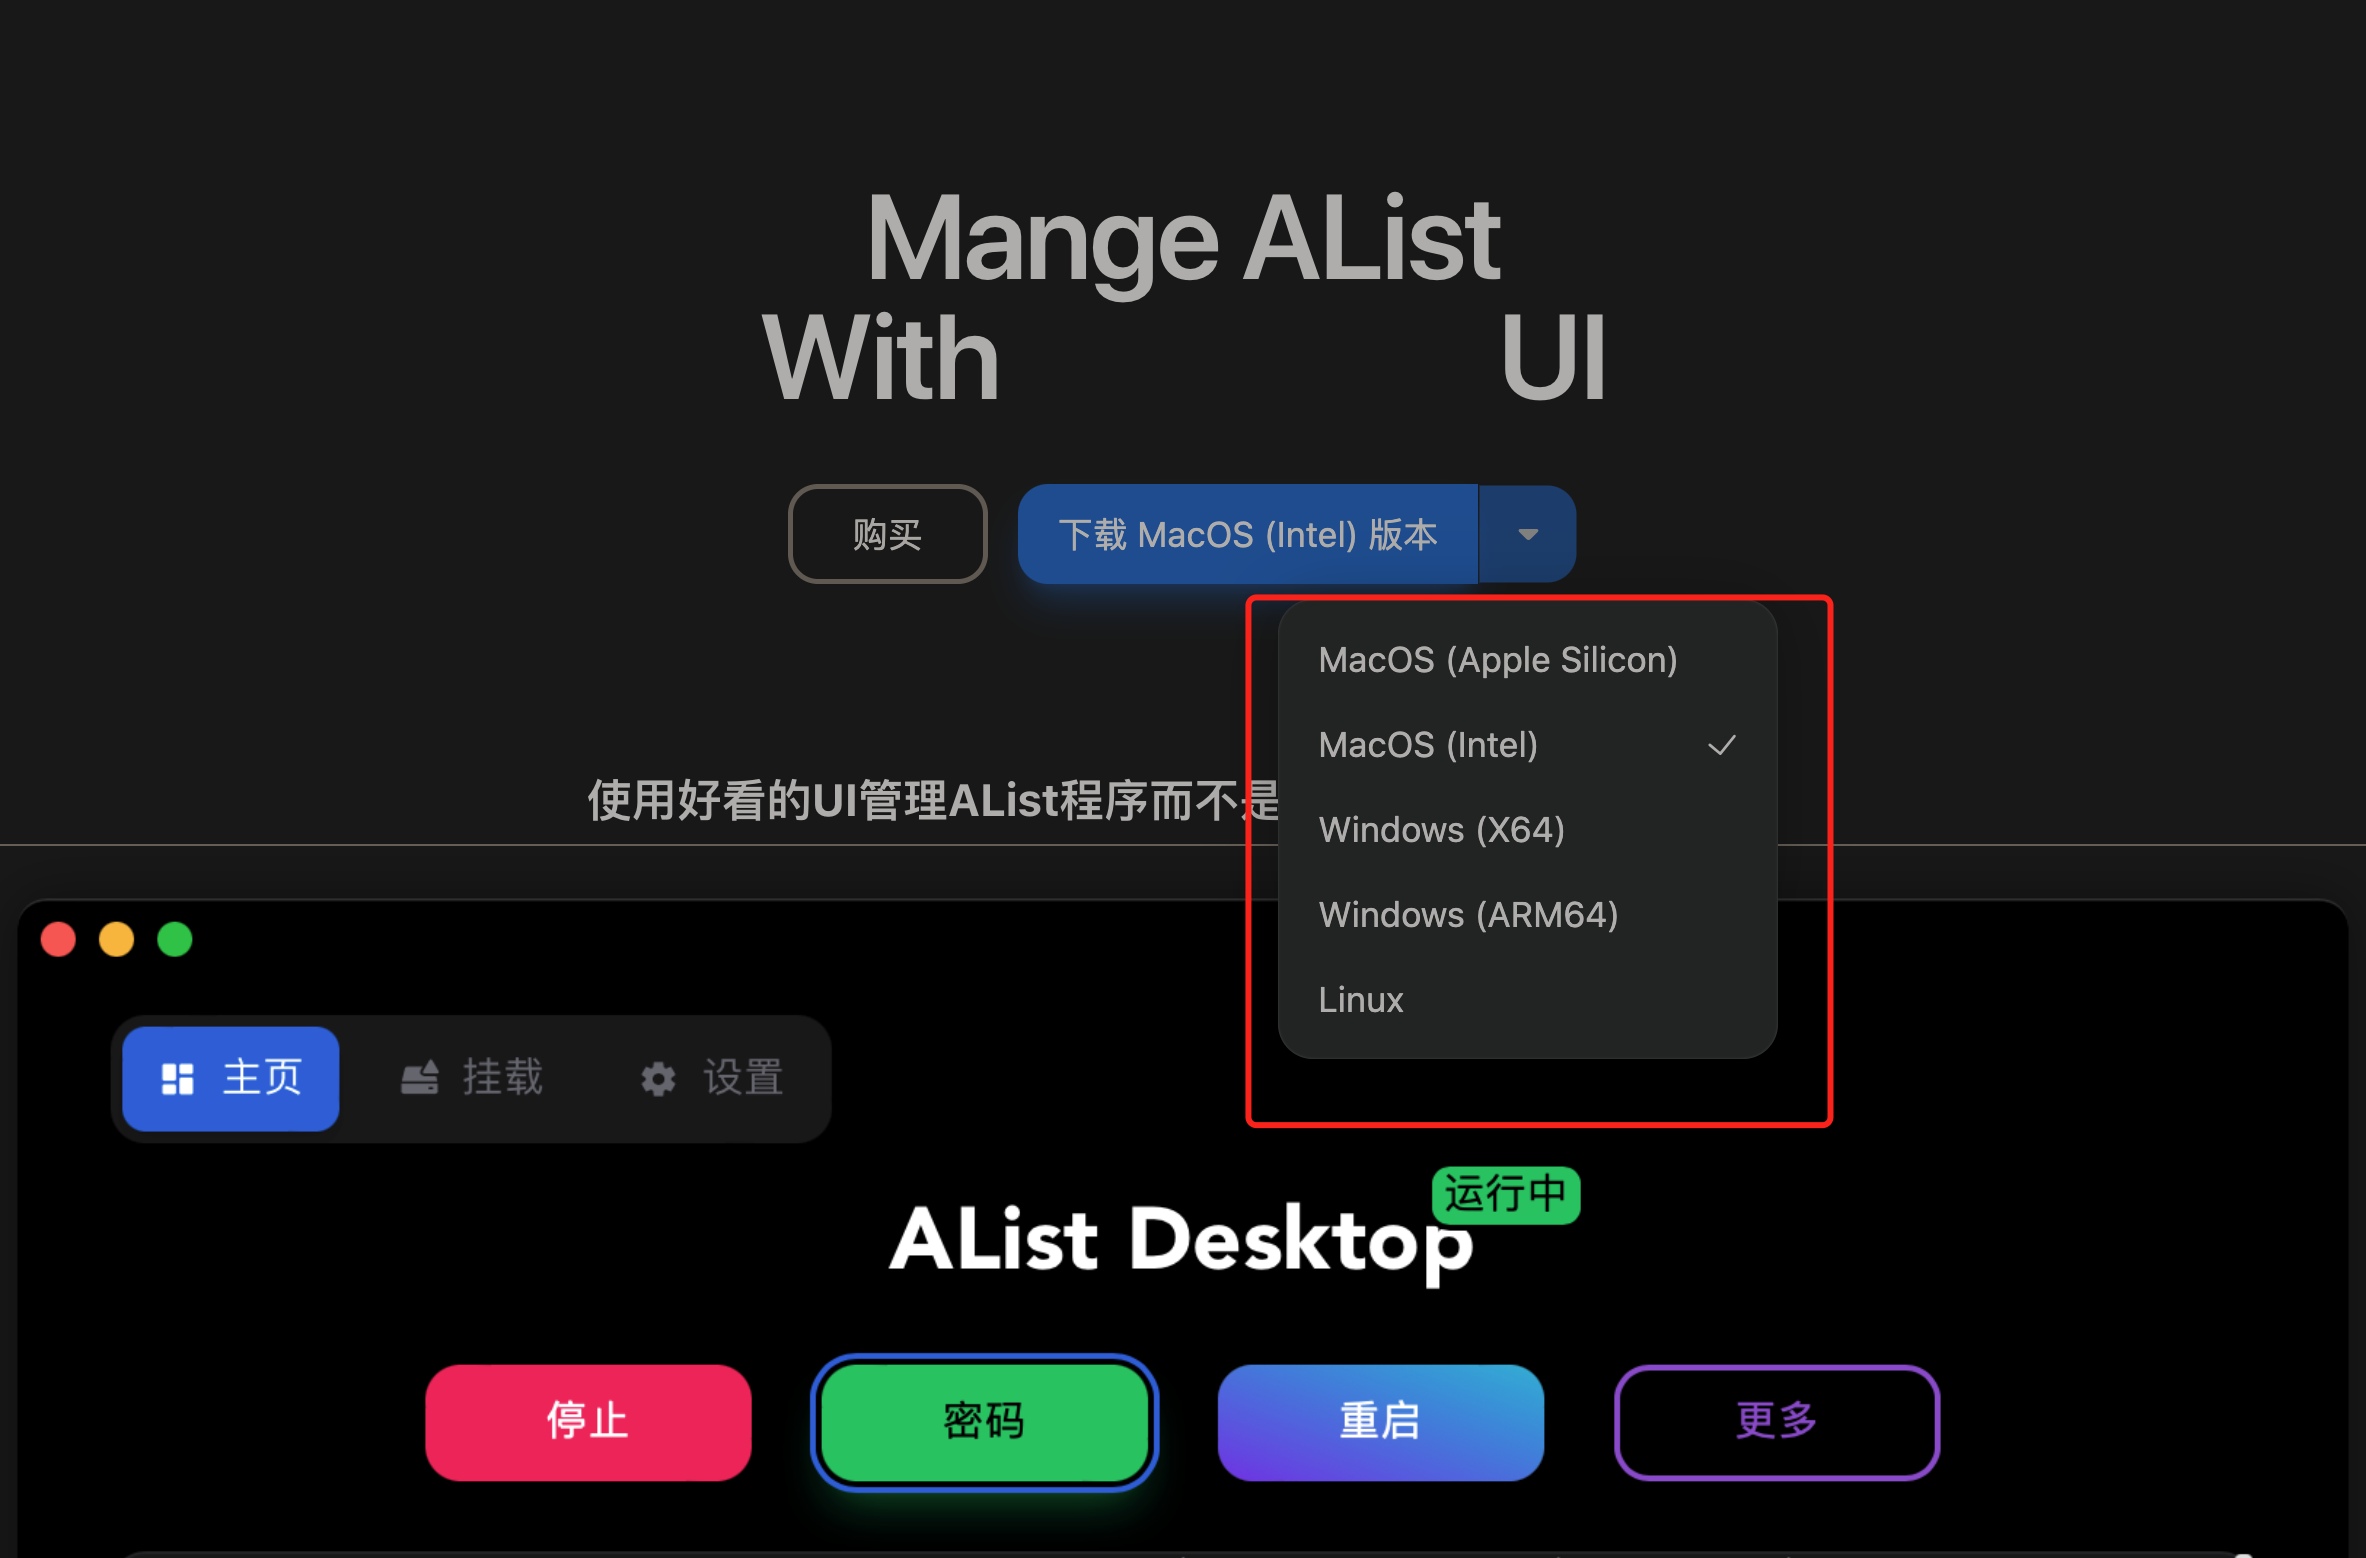 Mange AList
With UI
购买
下载 MacOS (Intel) 版本
MacOS (Apple Silicon)
MacOS (Intel)
Windows (X64)
Windows (ARM64)
Linux
使用好看的UI管理AList程序而不是
主页
挂载
设置
运行中
AList Desktop
停止
密码
重启
更多